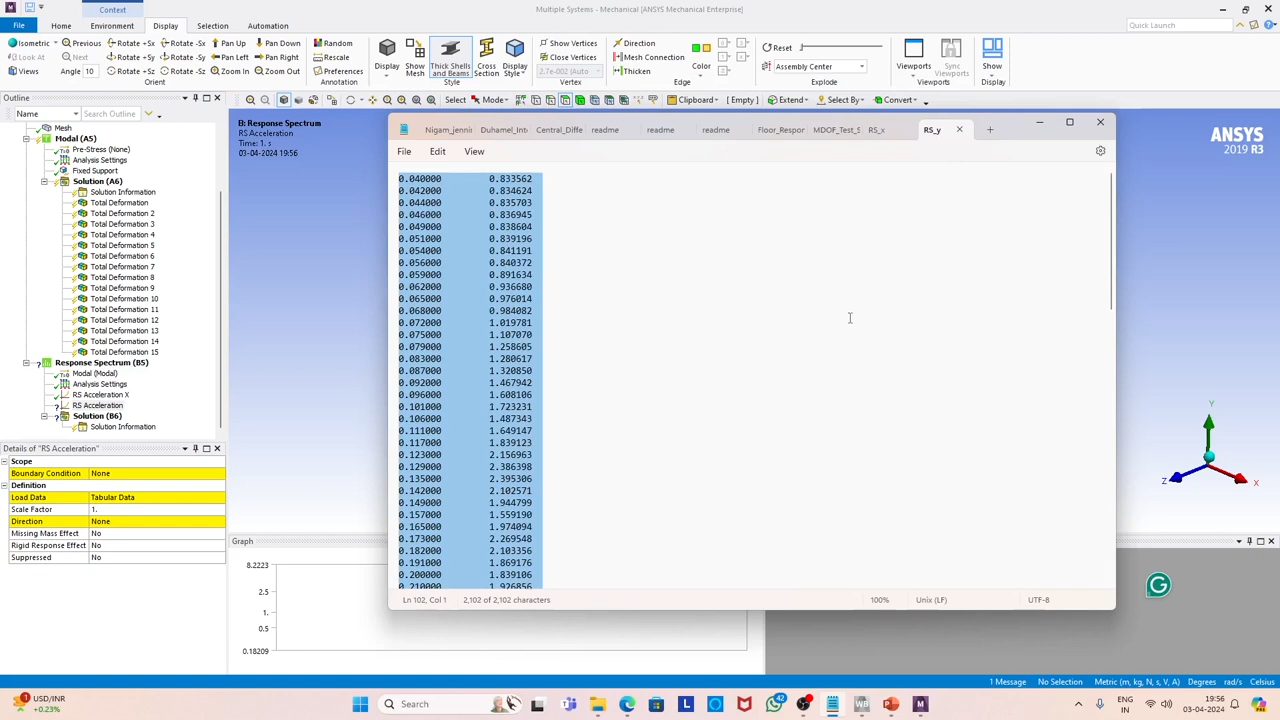 Context
Multiple Systems - Mechanical [ANSYS Mechanical Enterprise]
File Home Environment Display Selection Automation
Quick Launch
Isometric Previous Rotate +Sx Rotate -Sx Pan Up Pan Down Random
Look At Rotate +Sy Rotate -Sy Pan Left Pan Right Rescale
Views Angle 10 Rotate +Sz Rotate -Sz Zoom In Zoom Out Preferences
Orient Annotation
Display Show Mesh Thick Shells and Beams Cross Section Display Style
Style
Show Vertices
Close Vertices
2.7e-002 (Auto
Vertex
Direction
Mesh Connection
Thicken
Color
Edge
Reset
Assembly Center
Explode
Viewports Sync Viewports
Viewports
Show
Display
Outline
Name Search Outline
Select Mode Clipboard [ Empty ] Extend Select By Convert
Mesh
Modal (A5)
Pre-Stress (None)
Analysis Settings
Fixed Support
Solution (A6)
Solution Information
Total Deformation
Total Deformation 2
Total Deformation 3
Total Deformation 4
Total Deformation 5
Total Deformation 6
Total Deformation 7
Total Deformation 8
Total Deformation 9
Total Deformation 10
Total Deformation 11
Total Deformation 12
Total Deformation 13
Total Deformation 14
Total Deformation 15
Response Spectrum (B5)
Modal (Modal)
Analysis Settings
RS Acceleration X
RS Acceleration
Solution (B6)
Solution Information
Details of "RS Acceleration"
Scope
Boundary Condition None
Definition
Load Data Tabular Data
Scale Factor 1.
Direction None
Missing Mass Effect No
Rigid Response Effect No
Suppressed No
B: Response Spectrum
RS Acceleration
Time: 1. s
03-04-2024 19:56
ANSYS
2019 R3
Nigam_jenni Duhamel_Inte Central_Diffe readme readme readme Floor_Respor MDOF_Test_S RS_x RS_y
File Edit View
0.040000 0.833562
0.042000 0.834624
0.044000 0.835703
0.046000 0.836945
0.049000 0.838604
0.051000 0.839196
0.054000 0.841191
0.056000 0.840372
0.059000 0.891634
0.062000 0.936680
0.065000 0.976014
0.068000 0.984082
0.072000 1.019781
0.075000 1.107070
0.079000 1.258605
0.083000 1.280617
0.087000 1.320850
0.092000 1.467942
0.096000 1.608106
0.101000 1.723231
0.106000 1.487343
0.111000 1.649147
0.117000 1.839123
0.123000 2.156963
0.129000 2.386398
0.135000 2.395306
0.142000 2.102571
0.149000 1.944799
0.157000 1.559190
0.165000 1.974094
0.173000 2.269548
0.182000 2.103356
0.191000 1.869176
0.200000 1.839106
0.210000 1.926856
Ln 102, Col 1 2,102 of 2,102 characters 100% Unix (LF) UTF-8
Y
Z
X
Graph
8.2223
2.5
1.
0.5
0.18209
1 Message No Selection Metric (m, kg, N, s, V, A) Degrees rad/s Celsius
USD/INR
+0.23%
Search
42
ENG
IN
19:56
03-04-2024